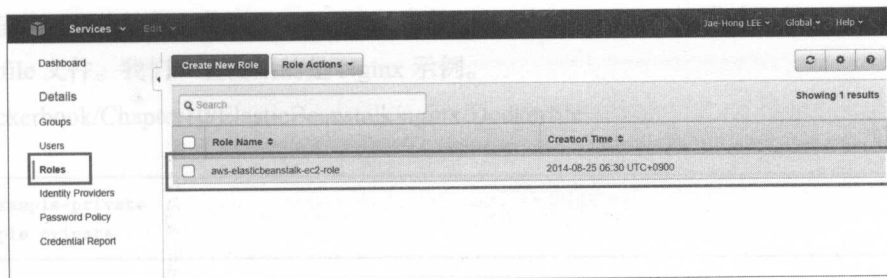 Services Edit Jae-Hong LEE Global Help
Dashboard
Details
Groups
Users
Roles
Identity Providers
Password Policy
Credential Report
Create New Role Role Actions
Search
Showing 1 results
Role Name Creation Time
aws-elasticbeanstalk-ec2-role 2014-08-25 06:30 UTC+0900